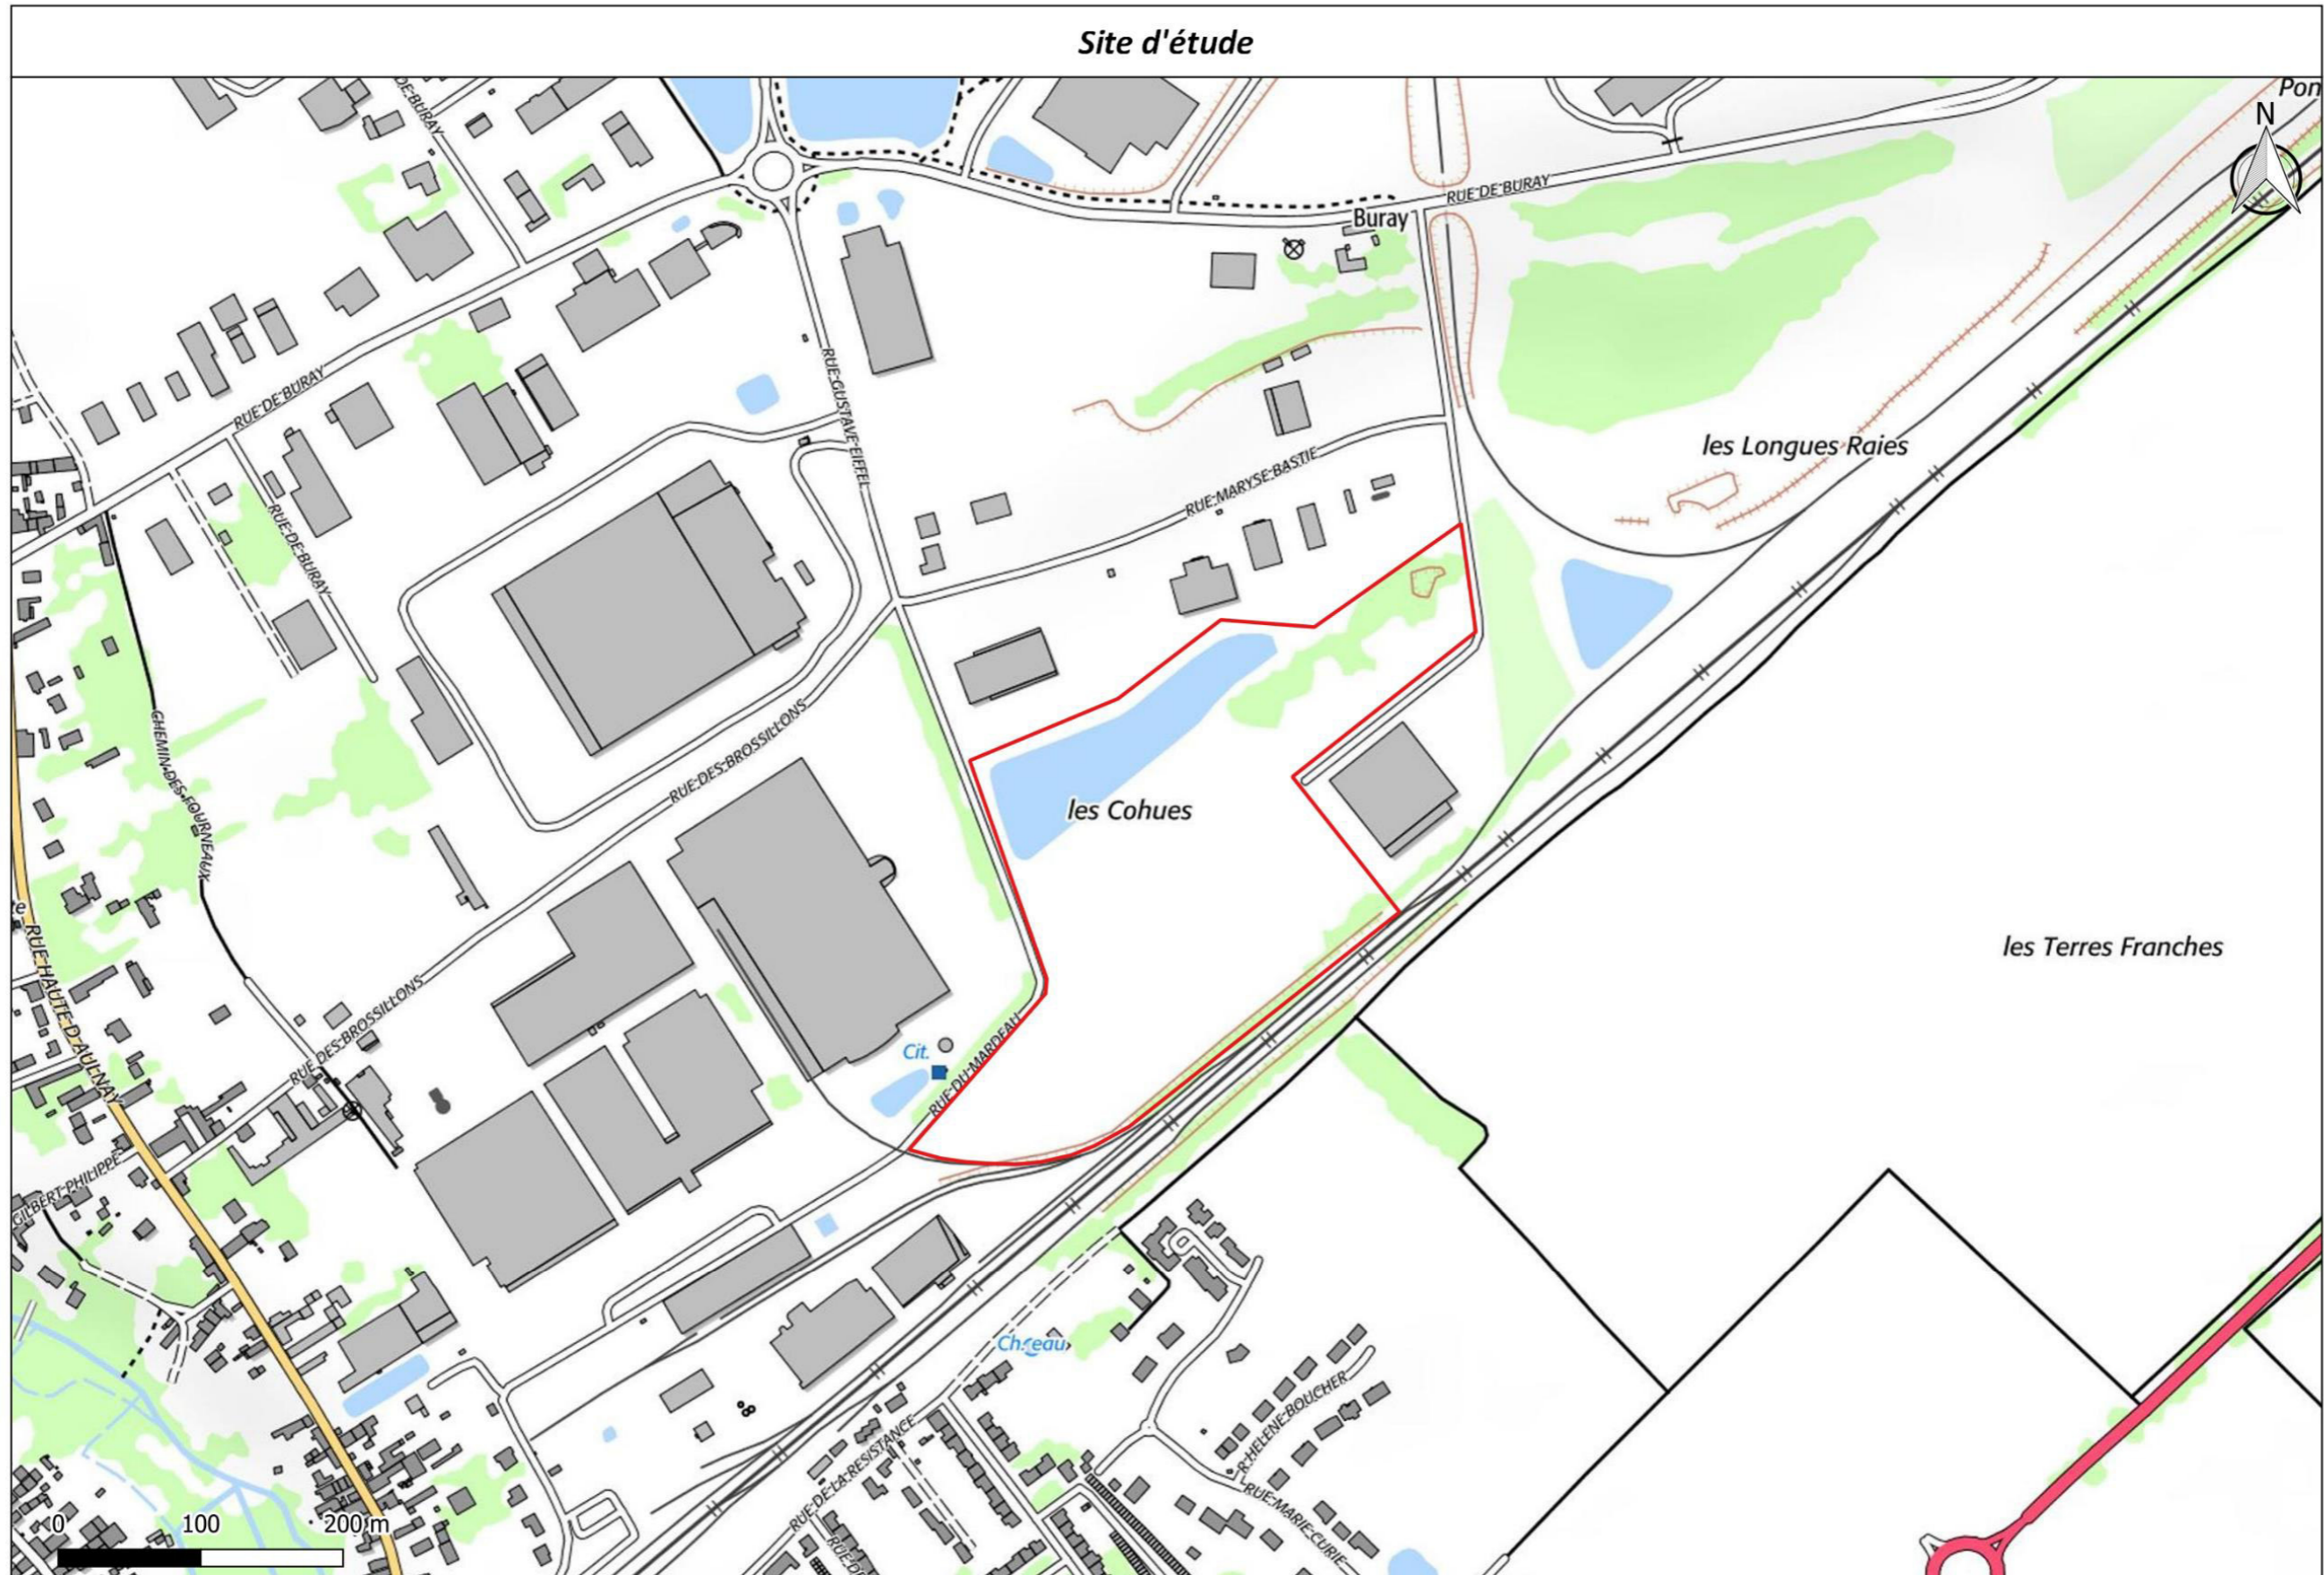 Site d'étude
Pon
N
DE-BURAY
RUE DE BURAY
Buray
RUE GUSTAVE EIFFEL
RUE DE BURAY
les Longues Raies
RUE MARYSE BASTIE
RUE-DE-BURAY
CHEMIN-DES-FOURNEAUX
RUE DES BROSSILLONS
les Cohues
te
RUE HAUTE D'AULNAY
les Terres Franches
RUE DES BROSSILLONS
Cit.
RUE DU MARDEAU
GILBERT-PHILIPPE
R HELENE BOUCHER
RUE DE LA RESISTANCE
RUE MARIE CURIE
RUE DE
0 100 200 m